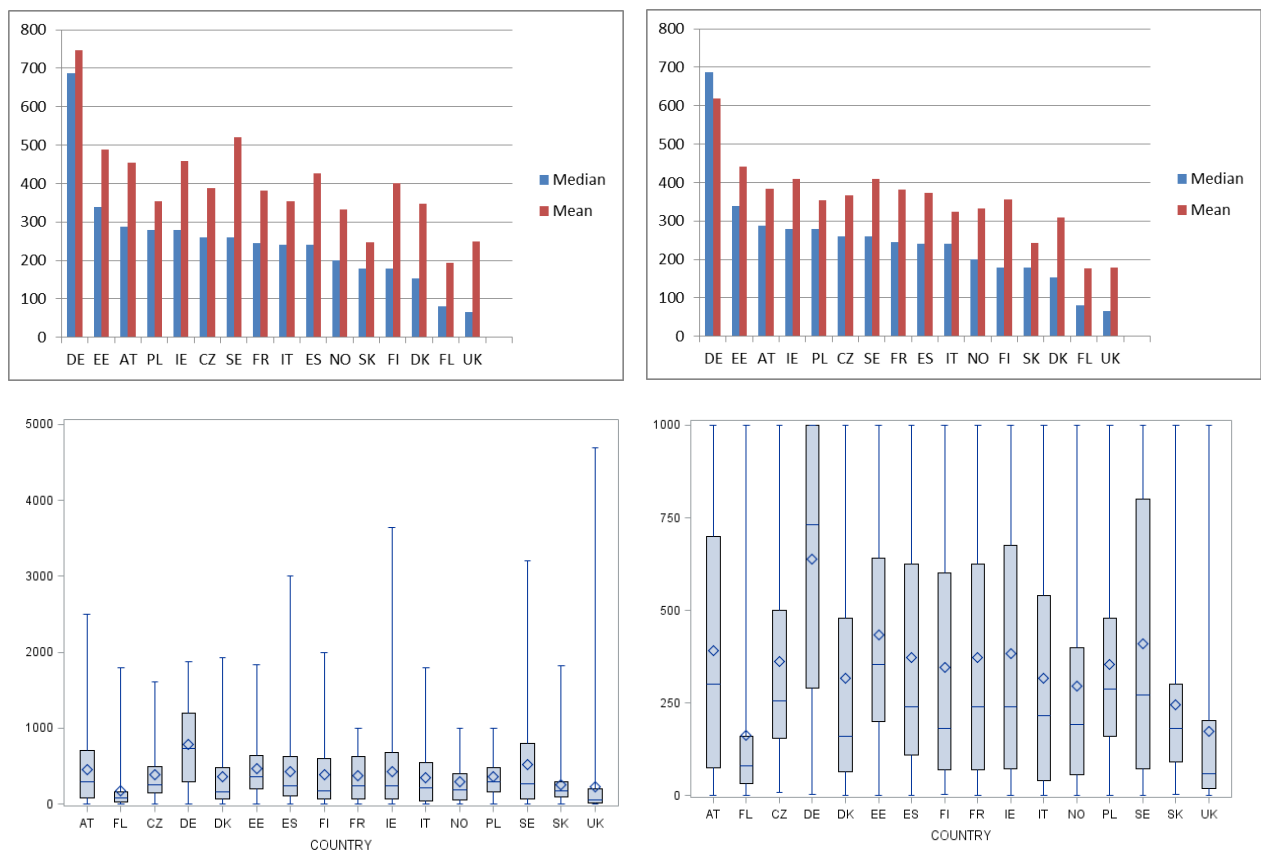 800
700
600
500
400
300
200
100
0
DE EE AT PL IE CZ SE FR IT ES NO SK FI DK FL UK
Median
Mean
800
700
600
500
400
300
200
100
0
DE EE AT IE PL CZ SE FR ES IT NO FI SK DK FL UK
Median
Mean
5000
4000
3000
2000
1000
0
AT FL CZ DE DK EE ES FI FR IE IT NO PL SE SK UK
COUNTRY
1000
750
500
250
0
AT FL CZ DE DK EE ES FI FR IE IT NO PL SE SK UK
COUNTRY